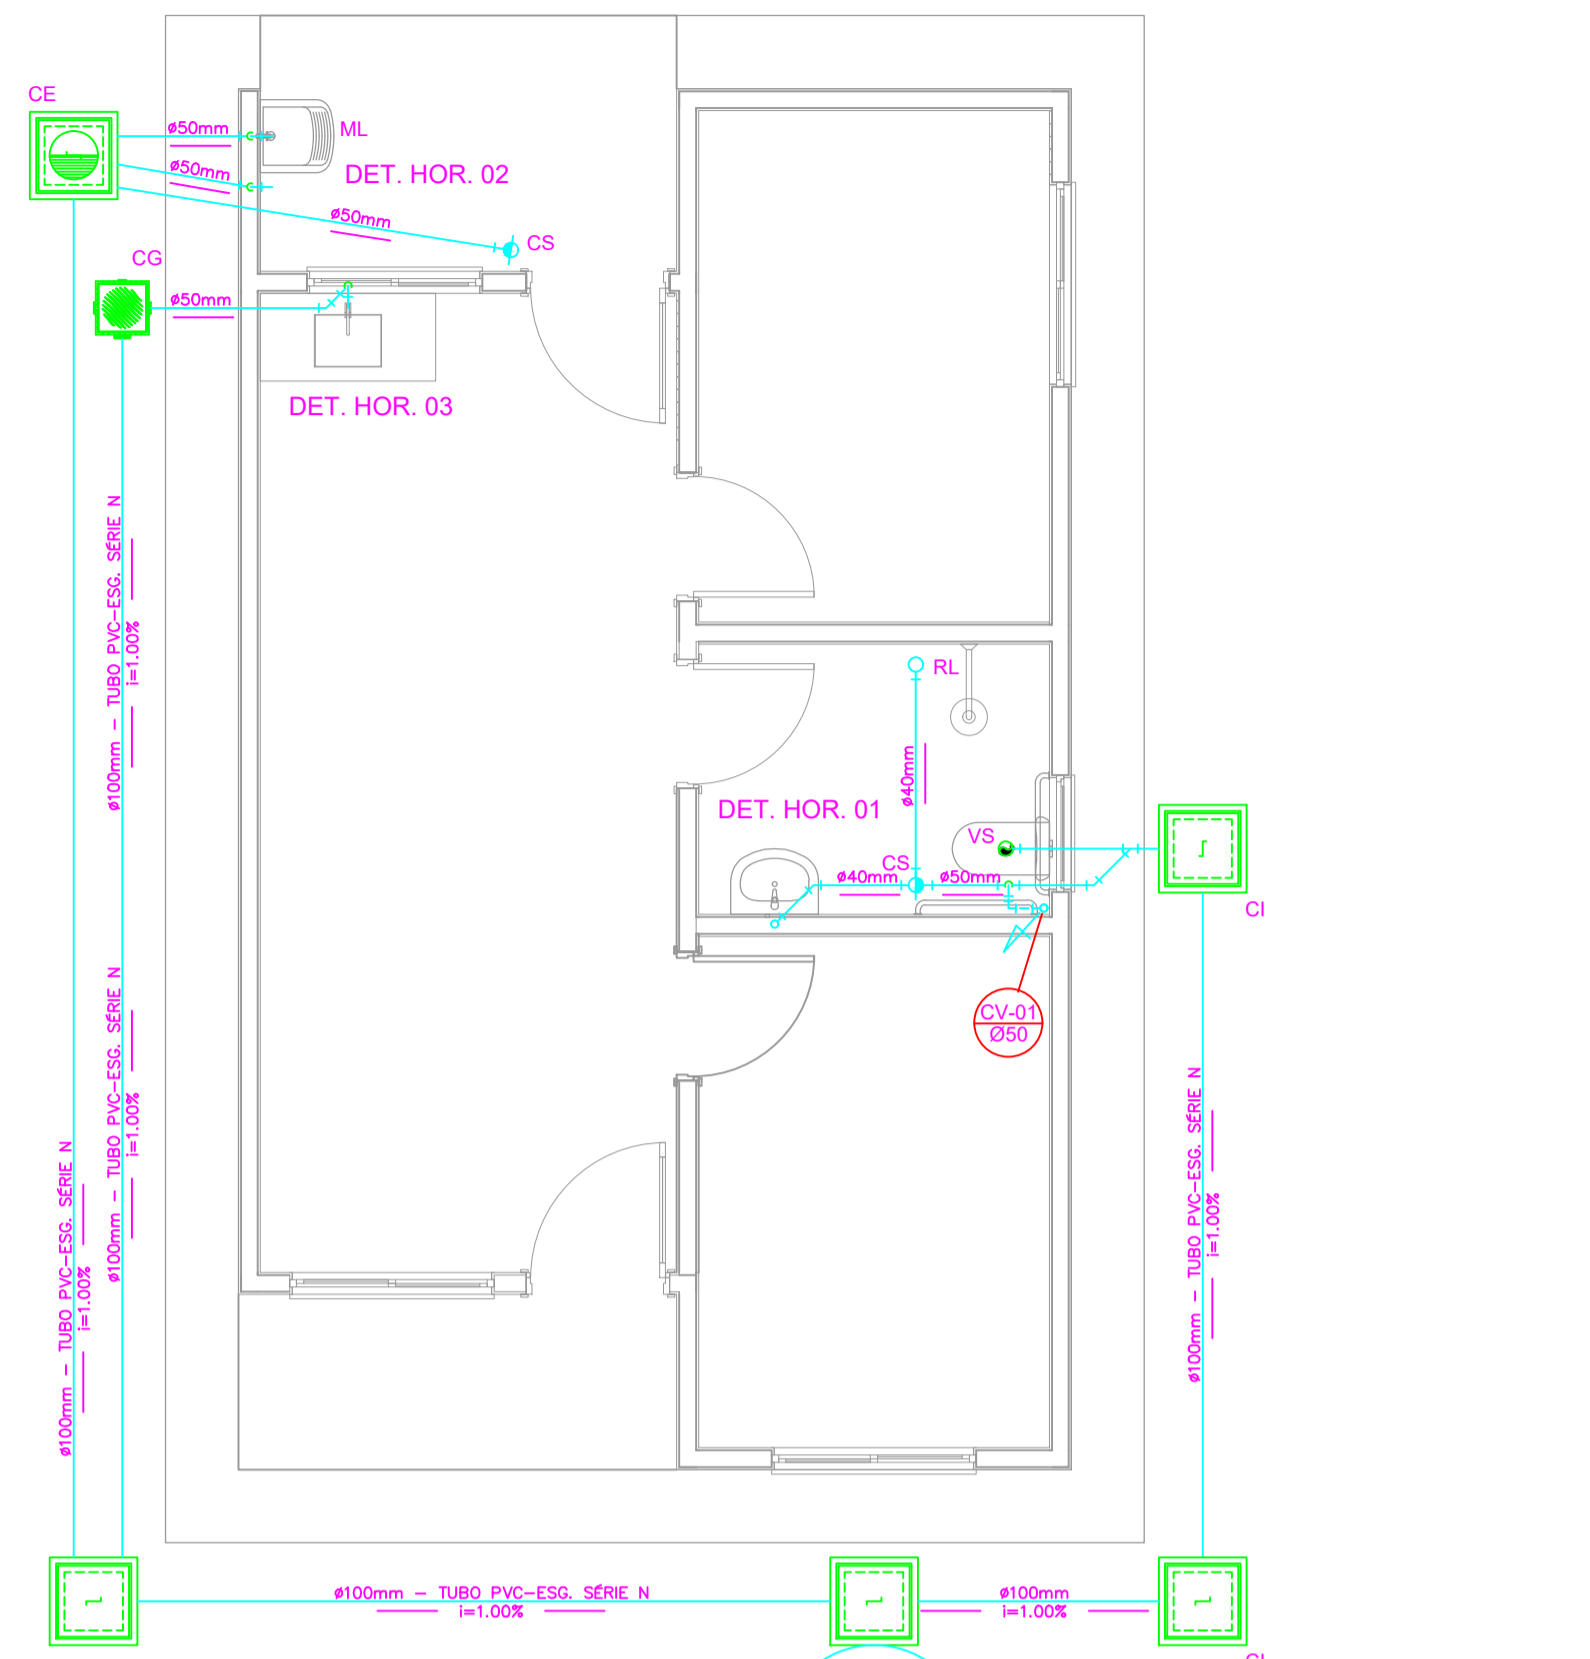 CE
ø50mm
ML
DET. HOR. 02
ø50mm
ø50mm
CS
CG
ø50mm
DET. HOR. 03
ø100mm – TUBO PVC–ESG. SÉRIE N
i=1.00%
RL
ø40mm
DET. HOR. 01
VS
CS
ø40mm
ø50mm
CI
CV-01
Ø50
ø100mm – TUBO PVC–ESG. SÉRIE N
i=1.00%
ø100mm – TUBO PVC–ESG. SÉRIE N
i=1.00%
ø100mm – TUBO PVC–ESG. SÉRIE N
i=1.00%
ø100mm – TUBO PVC–ESG. SÉRIE N
i=1.00%
ø100mm
i=1.00%